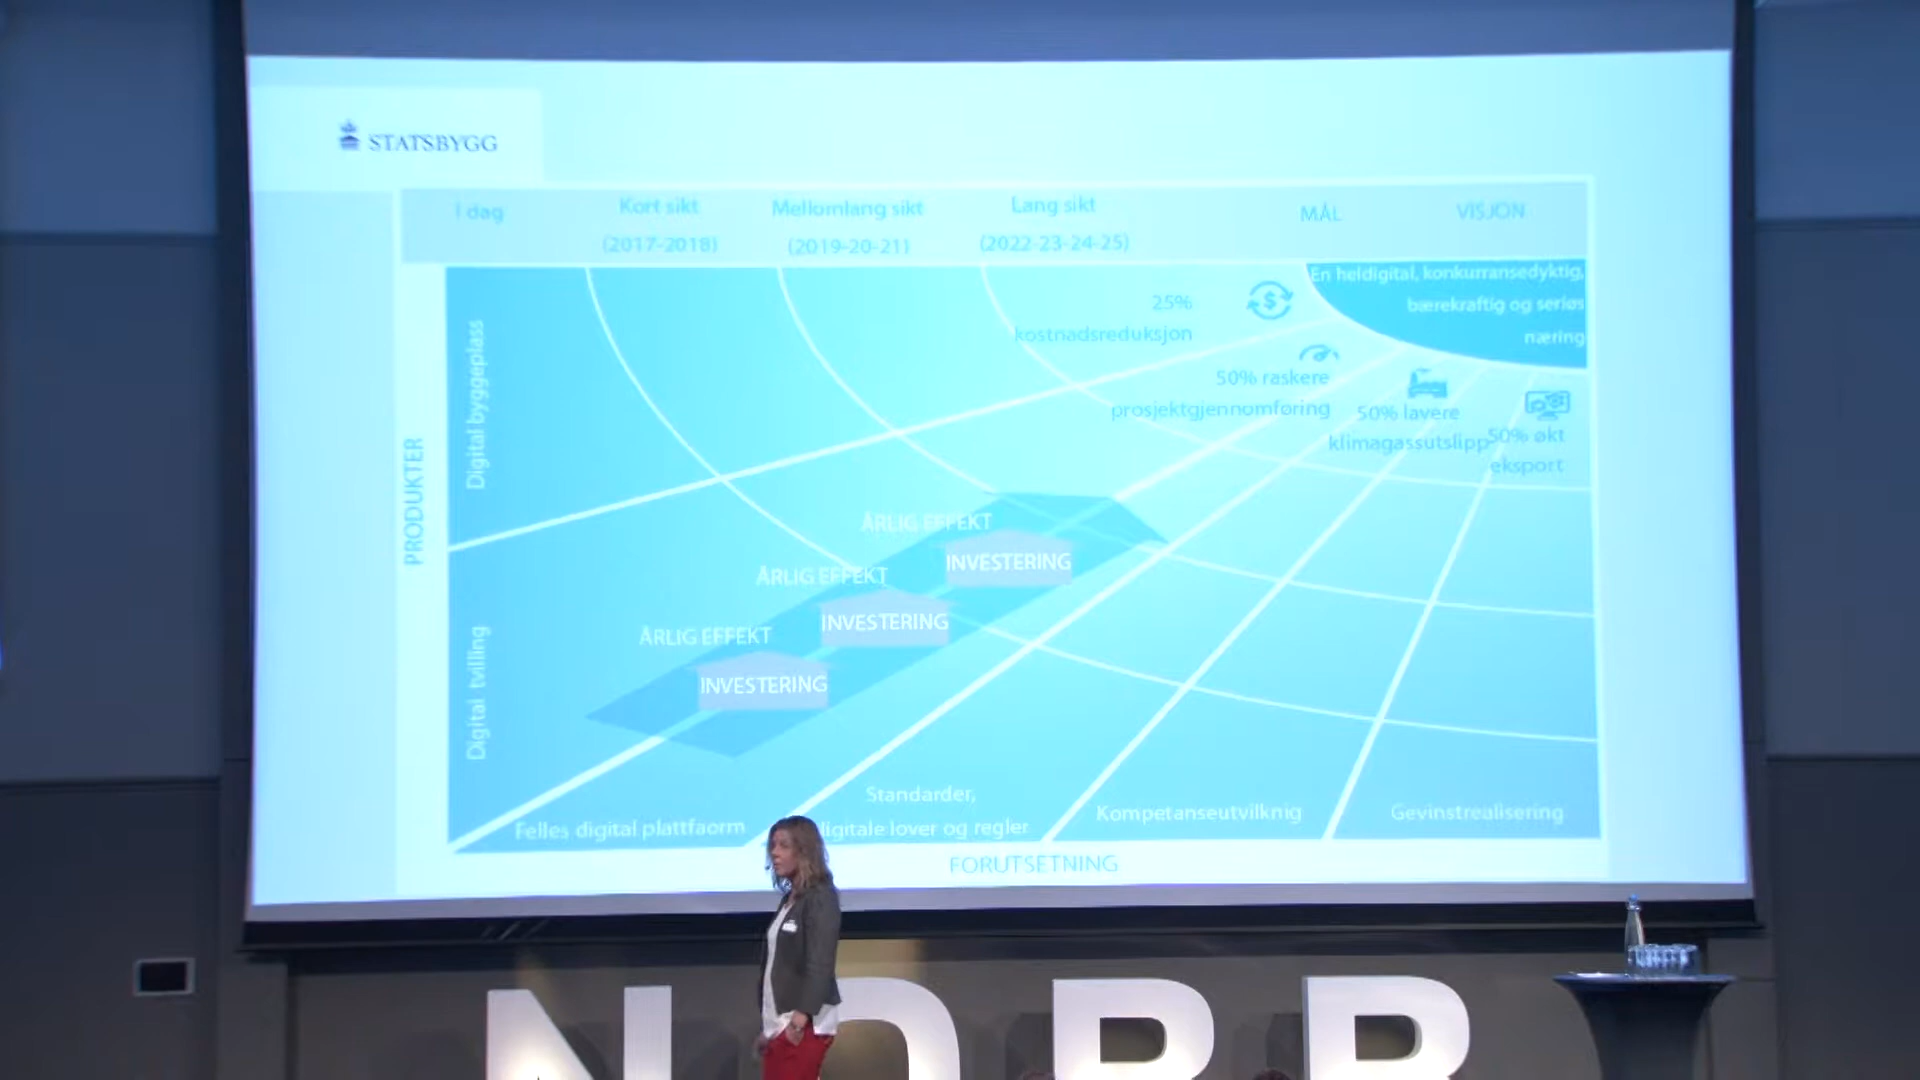 STATSBYGG
I dag
Kort sikt
(2017-2018)
Mellomlang sikt
(2019-20-21)
Lang sikt
(2022-23-24-25)
MÅL
VISJON
En heldigital, konkurransedyktig,
bærekraftig og seriøs
næring
25%
kostnadsreduksjon
50% raskere
prosjektgjennomføring
50% lavere
klimagassutslipp
50% økt
eksport
PRODUKTER
Digital byggeplass
Digital tvilling
ÅRLIG EFFEKT
INVESTERING
ÅRLIG EFFEKT
INVESTERING
ÅRLIG EFFEKT
INVESTERING
Felles digital plattfaorm
Standarder,
digitale lover og regler
Kompetanseutvilknig
Gevinstrealisering
FORUTSETNING